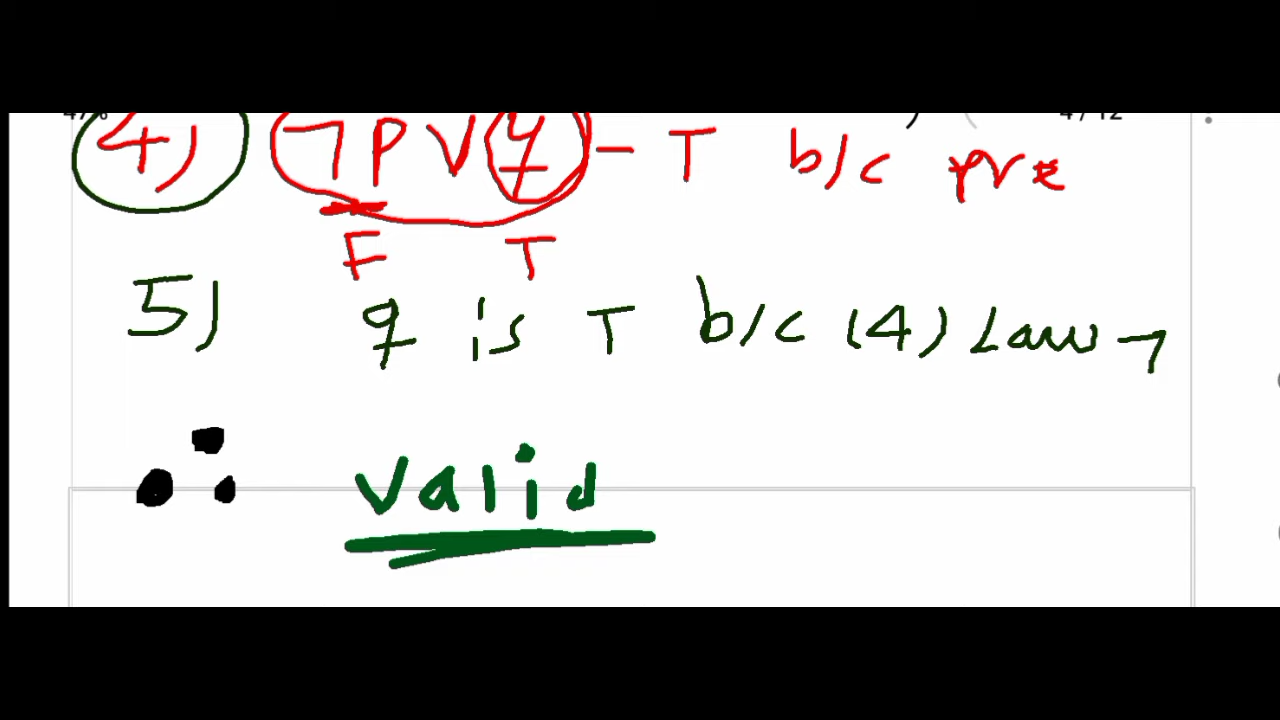 4) ¬P V q - T b/c pre
F T
5) q is T b/c (4) Law ¬
∴ valid